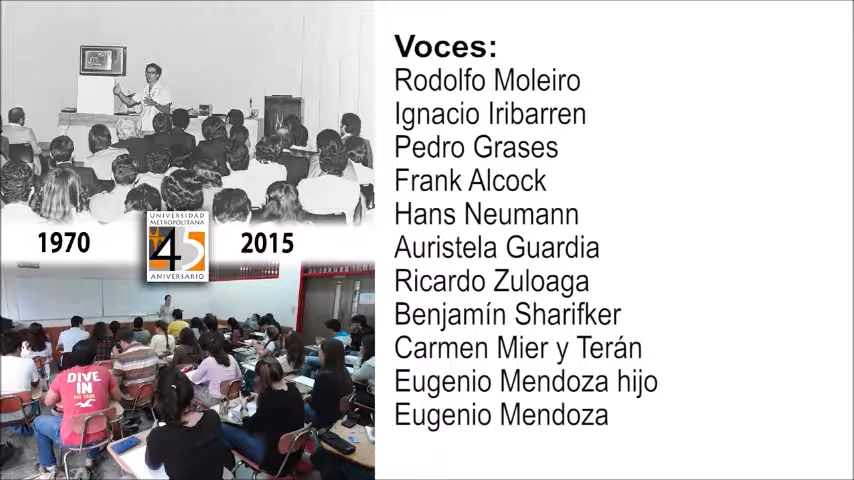 1970
UNIVERSIDAD
METROPOLITANA
45
ANIVERSARIO
2015
DIVE
IN
Voces:
Rodolfo Moleiro
Ignacio Iribarren
Pedro Grases
Frank Alcock
Hans Neumann
Auristela Guardia
Ricardo Zuloaga
Benjamín Sharifker
Carmen Mier y Terán
Eugenio Mendoza hijo
Eugenio Mendoza